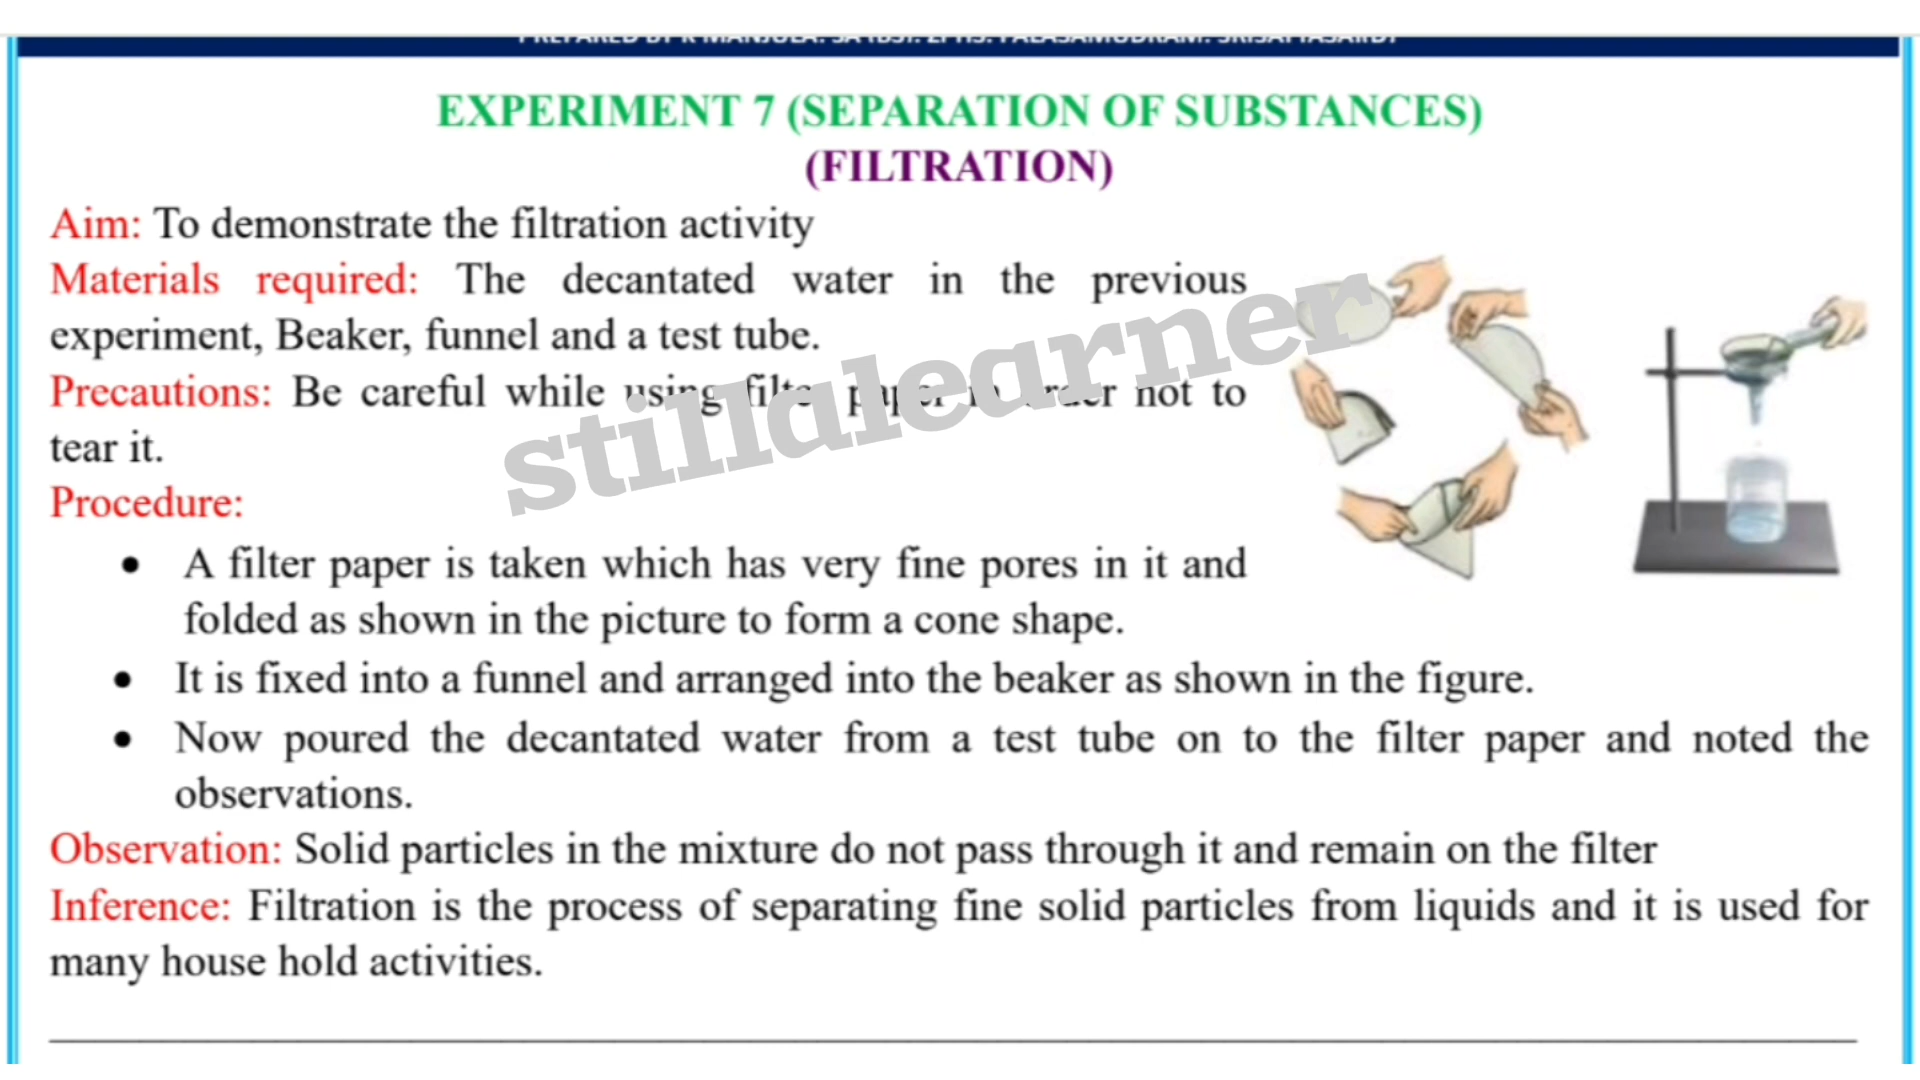 EXPERIMENT 7 (SEPARATION OF SUBSTANCES)
(FILTRATION)
Aim: To demonstrate the filtration activity
Materials required: The decantated water in the previous
experiment, Beaker, funnel and a test tube.
Precautions: Be careful while using filter paper in order not to
tear it.
stillalearner
Procedure:
• A filter paper is taken which has very fine pores in it and
folded as shown in the picture to form a cone shape.
• It is fixed into a funnel and arranged into the beaker as shown in the figure.
• Now poured the decantated water from a test tube on to the filter paper and noted the
observations.
Observation: Solid particles in the mixture do not pass through it and remain on the filter
Inference: Filtration is the process of separating fine solid particles from liquids and it is used for
many house hold activities.